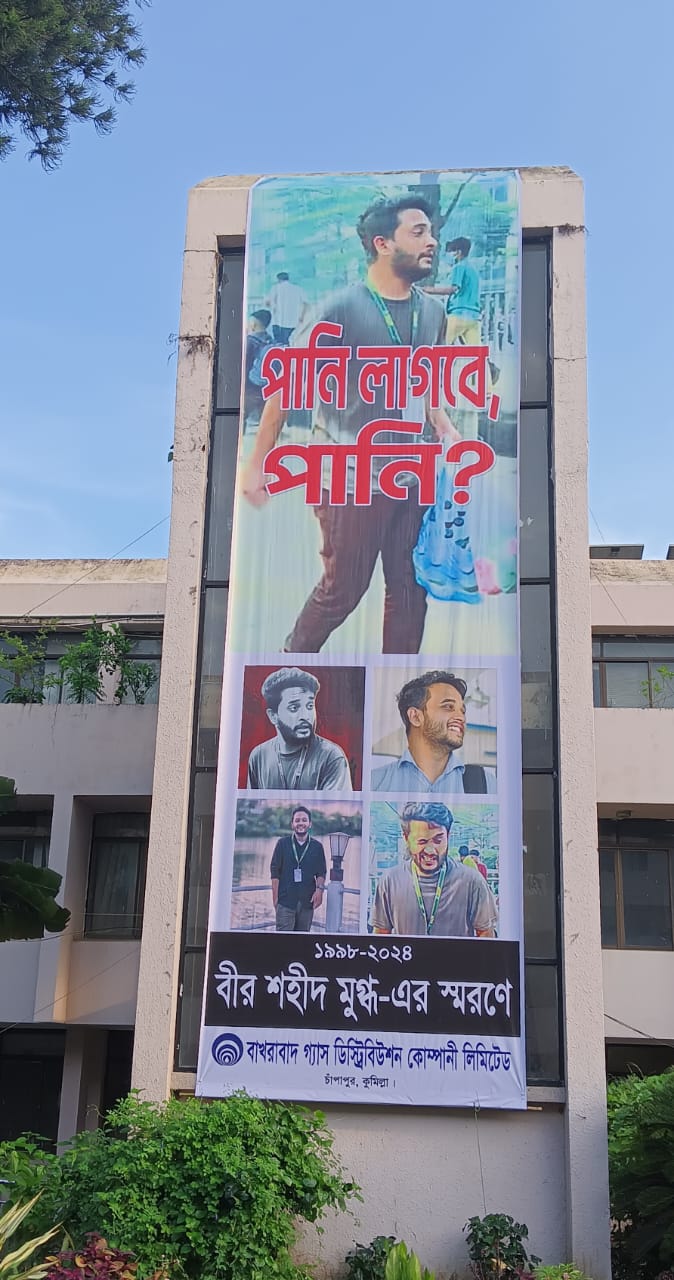 পানি লাগবে,
পানি?
১৯৯৮-২০২৪
বীর শহীদ মুগ্ধ-এর স্মরণে
বাখরাবাদ গ্যাস ডিস্ট্রিবিউশন কোম্পানী লিমিটেড
চাঁপাপুর, কুমিল্লা ।